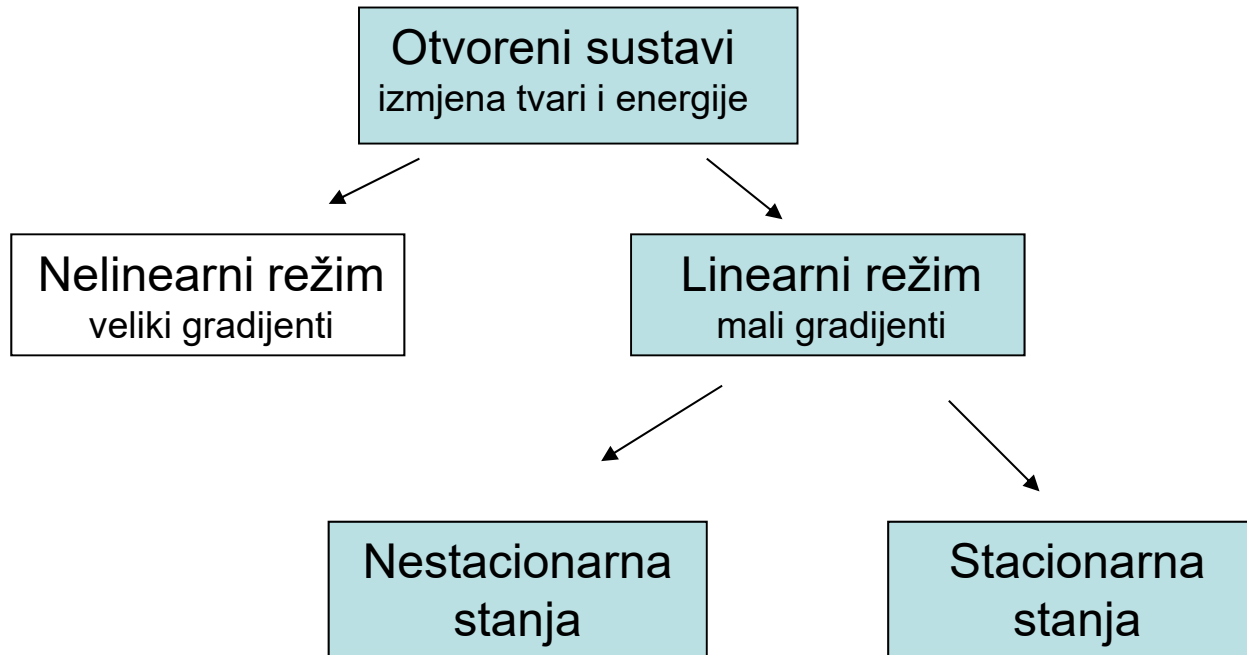 Otvoreni sustavi
izmjena tvari i energije
Nelinearni režim
veliki gradijenti
Linearni režim
mali gradijenti
Nestacionarna
stanja
Stacionarna
stanja